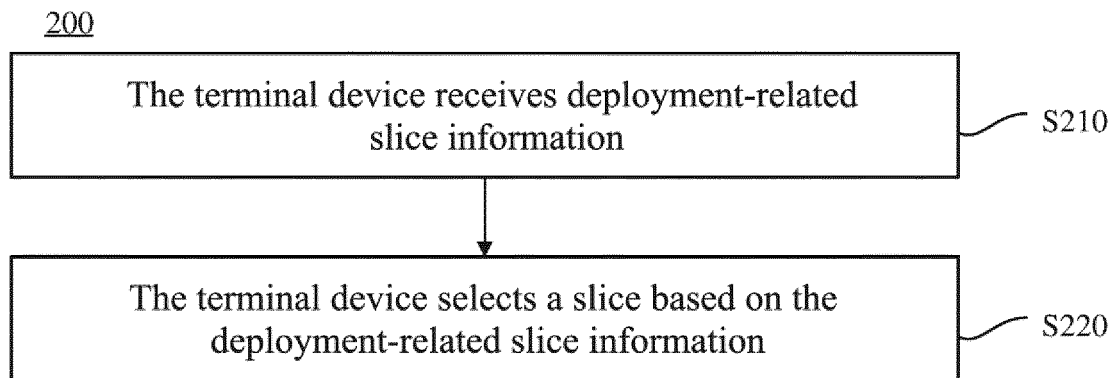 200
The terminal device receives deployment-related
slice information
S210
The terminal device selects a slice based on the
deployment-related slice information
S220